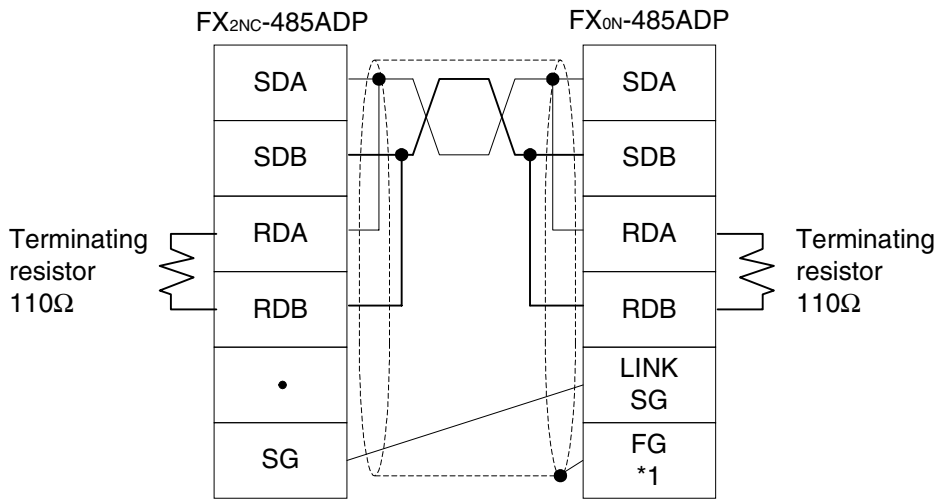 FX2NC-485ADP
FX0N-485ADP
SDA
SDA
SDB
SDB
RDA
RDA
Terminating
resistor
110Ω
Terminating
resistor
110Ω
RDB
RDB
•
LINK
SG
SG
FG
*1